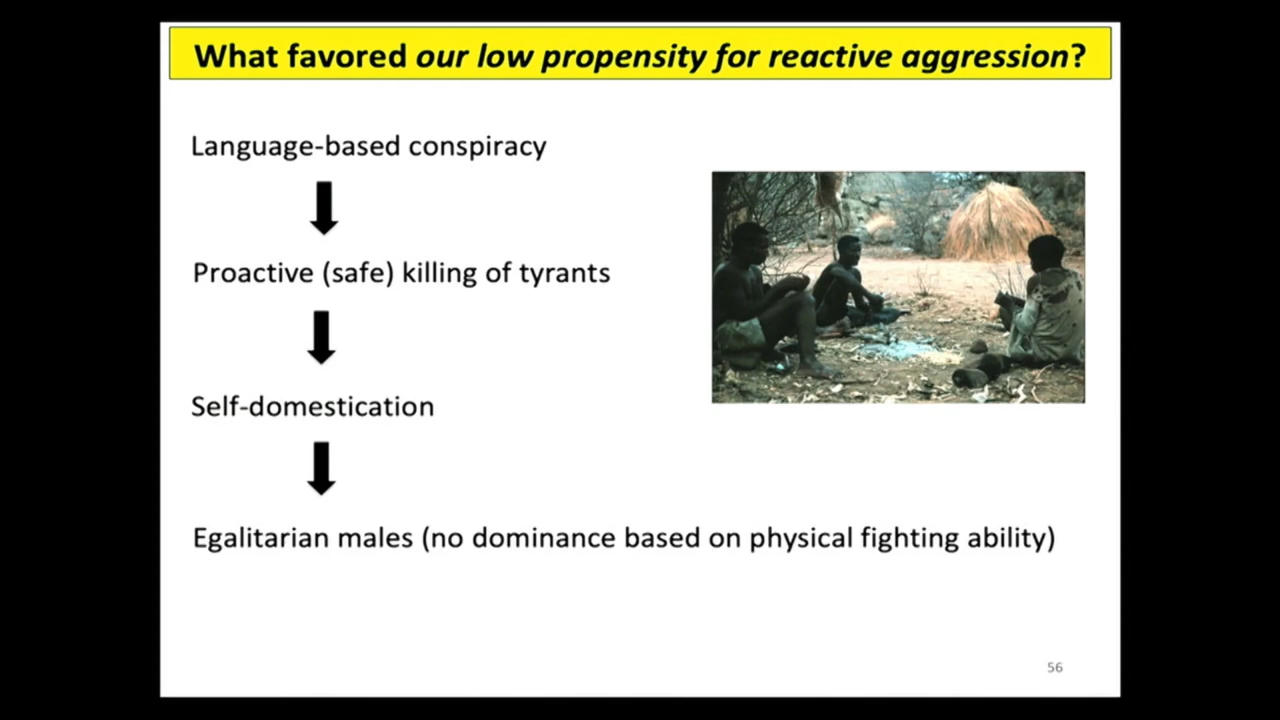 What favored our low propensity for reactive aggression?
Language-based conspiracy
Proactive (safe) killing of tyrants
Self-domestication
Egalitarian males (no dominance based on physical fighting ability)
56